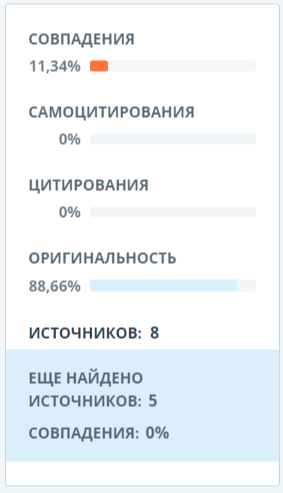 СОВПАДЕНИЯ
11,34%
САМОЦИТИРОВАНИЯ
0%
ЦИТИРОВАНИЯ
0%
ОРИГИНАЛЬНОСТЬ
88,66%
ИСТОЧНИКОВ: 8
ЕЩЕ НАЙДЕНО
ИСТОЧНИКОВ: 5
СОВПАДЕНИЯ: 0%